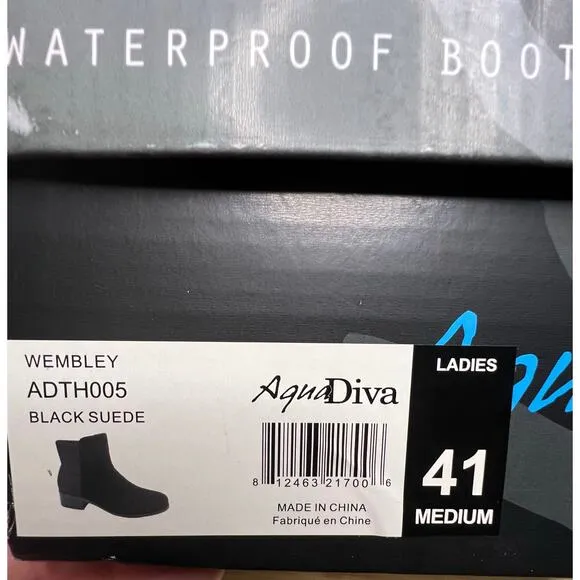 WATERPROOF BOOT
WEMBLEY
ADTH005
BLACK SUEDE
AquaDiva
8 12463 21700 6
MADE IN CHINA
Fabriqué en Chine
LADIES
41
MEDIUM